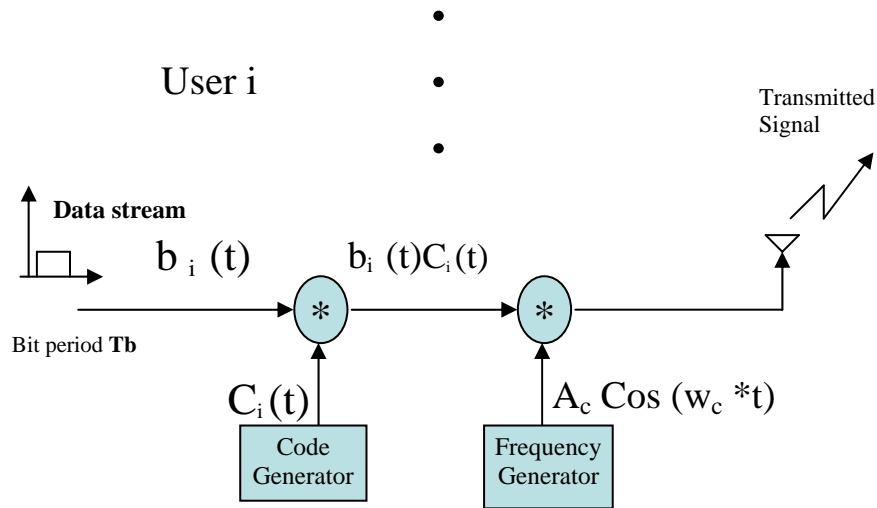 User i
Transmitted
Signal
Data stream
b i (t)
bi (t)Ci(t)
*
*
Bit period Tb
Ci(t)
Ac Cos (wc *t)
Code
Generator
Frequency
Generator